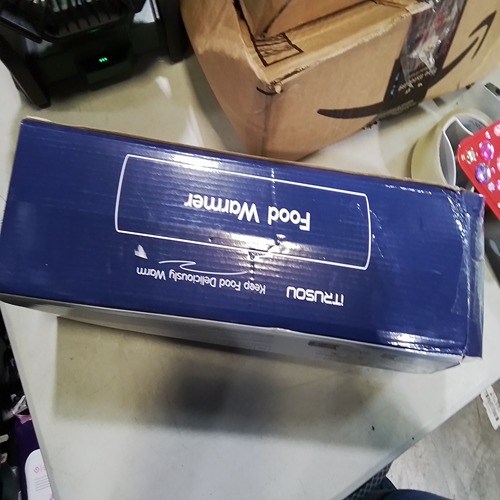 iTRUSOU
Keep Food Deliciously Warm
Food Warmer